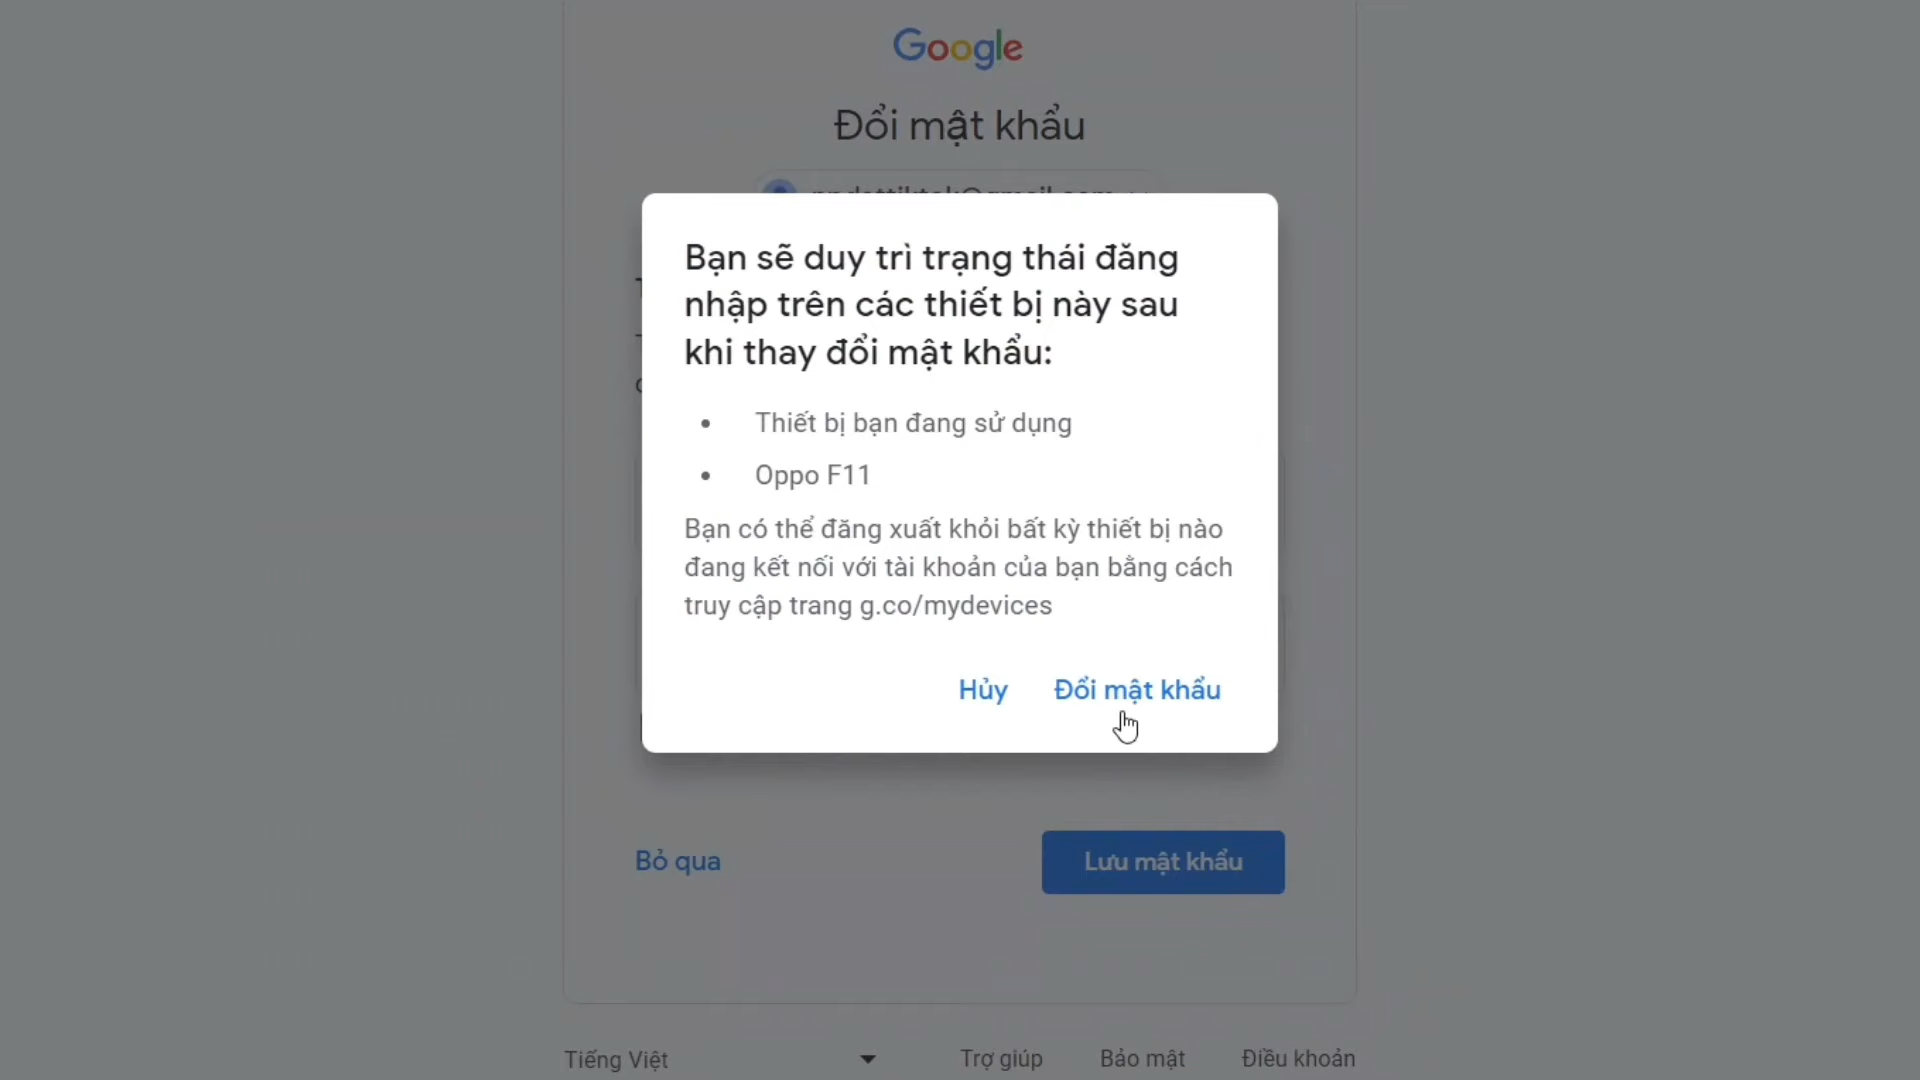 Google
Đổi mật khẩu
Bạn sẽ duy trì trạng thái đăng
nhập trên các thiết bị này sau
khi thay đổi mật khẩu:
• Thiết bị bạn đang sử dụng
• Oppo F11
Bạn có thể đăng xuất khỏi bất kỳ thiết bị nào
đang kết nối với tài khoản của bạn bằng cách
truy cập trang g.co/mydevices
Hủy Đổi mật khẩu
Bỏ qua Lưu mật khẩu
Tiếng Việt Trợ giúp Bảo mật Điều khoản